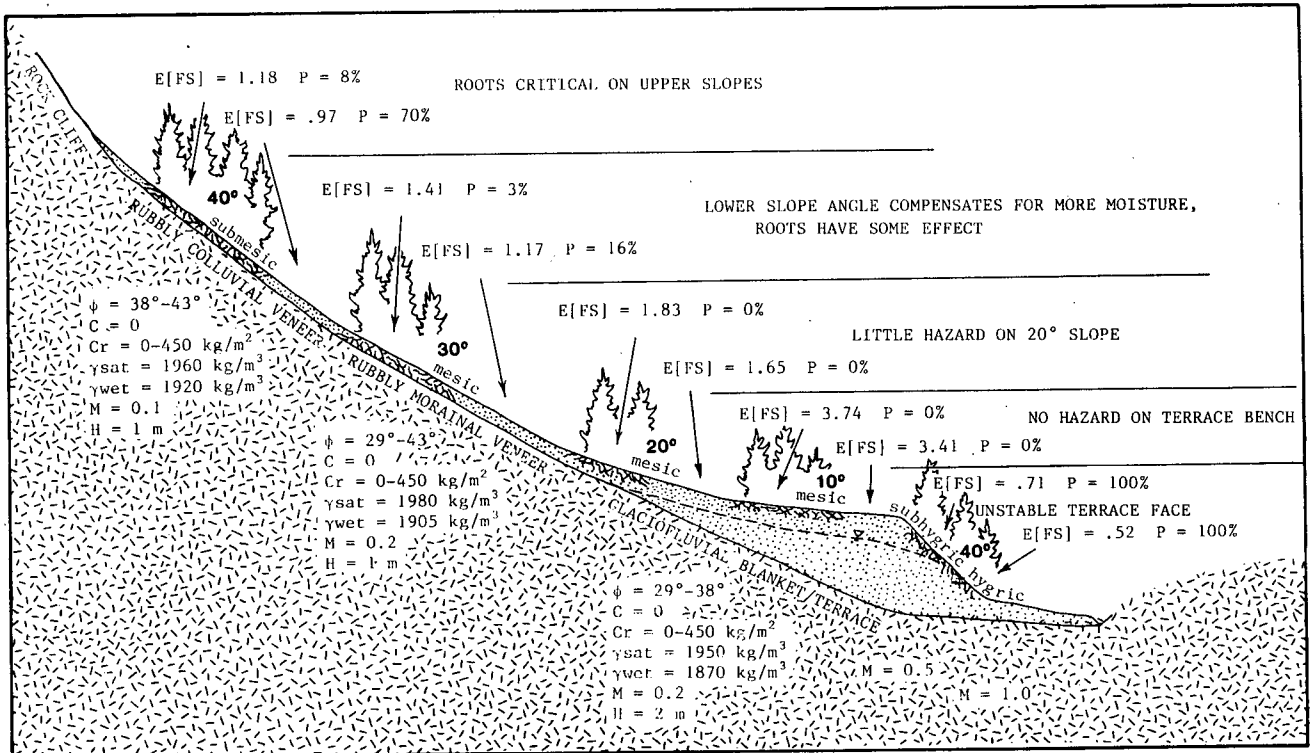 E[FS] = 1.18 P = 8%
ROOTS CRITICAL ON UPPER SLOPES
E[FS] = .97 P = 70%
ROCK CLIFF
40°
submesic
RUBBLY COLLUVIAL VENEER
E[FS] = 1.41 P = 3%
LOWER SLOPE ANGLE COMPENSATES FOR MORE MOISTURE,
ROOTS HAVE SOME EFFECT
E[FS] = 1.17 P = 16%
30°
mesic
RUBBLY MORAINAL VENEER
E[FS] = 1.83 P = 0%
LITTLE HAZARD ON 20° SLOPE
E[FS] = 1.65 P = 0%
20°
mesic
E[FS] = 3.74 P = 0%
NO HAZARD ON TERRACE BENCH
E[FS] = 3.41 P = 0%
10°
mesic
E[FS] = .71 P = 100%
UNSTABLE TERRACE FACE
E[FS] = .52 P = 100%
subhygric
40°
hygric
GLACIOFLUVIAL BLANKET/TERRACE
ϕ = 38°-43°
C = 0
Cr = 0-450 kg/m²
γsat = 1960 kg/m³
γwet = 1920 kg/m³
M = 0.1
H = 1 m
ϕ = 29°-43°
C = 0
Cr = 0-450 kg/m²
γsat = 1980 kg/m³
γwet = 1905 kg/m³
M = 0.2
H = 1 m
ϕ = 29°-38°
C = 0
Cr = 0-450 kg/m²
γsat = 1950 kg/m³
γwet = 1870 kg/m³
M = 0.2
H = 2 m
M = 0.5
M = 1.0